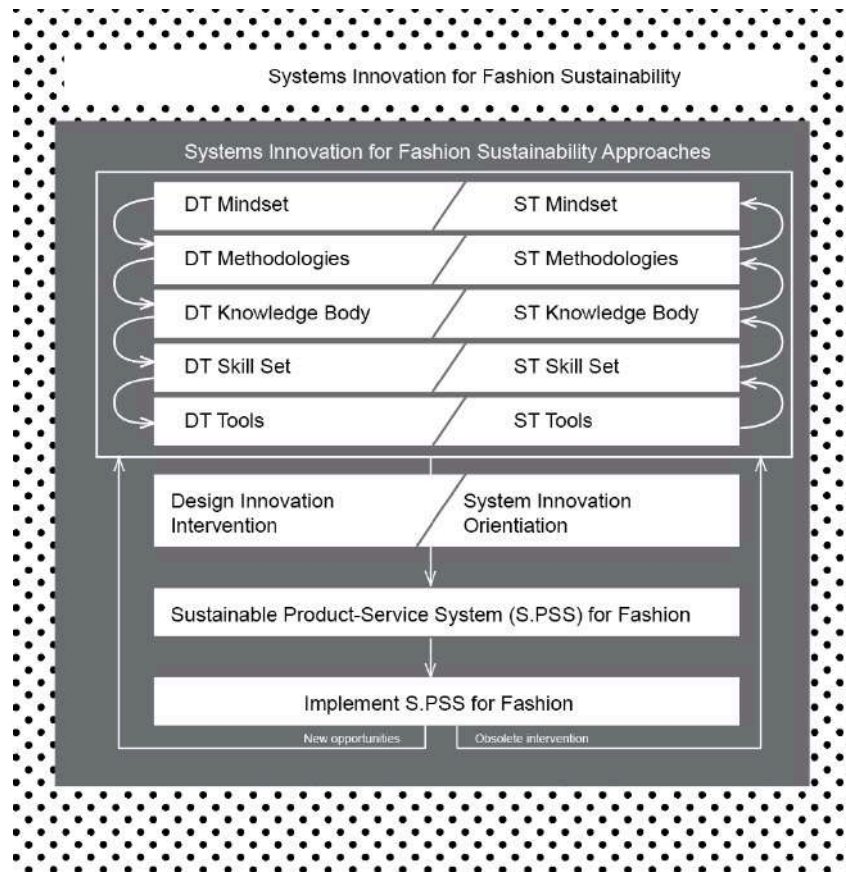 Systems Innovation for Fashion Sustainability
Systems Innovation for Fashion Sustainability Approaches
DT Mindset
ST Mindset
DT Methodologies
ST Methodologies
DT Knowledge Body
ST Knowledge Body
DT Skill Set
ST Skill Set
DT Tools
ST Tools
Design Innovation
Intervention
System Innovation
Orientiation
Sustainable Product-Service System (S.PSS) for Fashion
Implement S.PSS for Fashion
New opportunities
Obsolete intervention